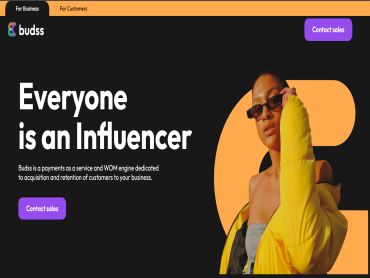 For Business For Customers
budss Contact sales
Everyone
is an Influencer
Budss is a payments as a service and WOM engine dedicated
to acquisition and retention of customers to your business.
Contact sales